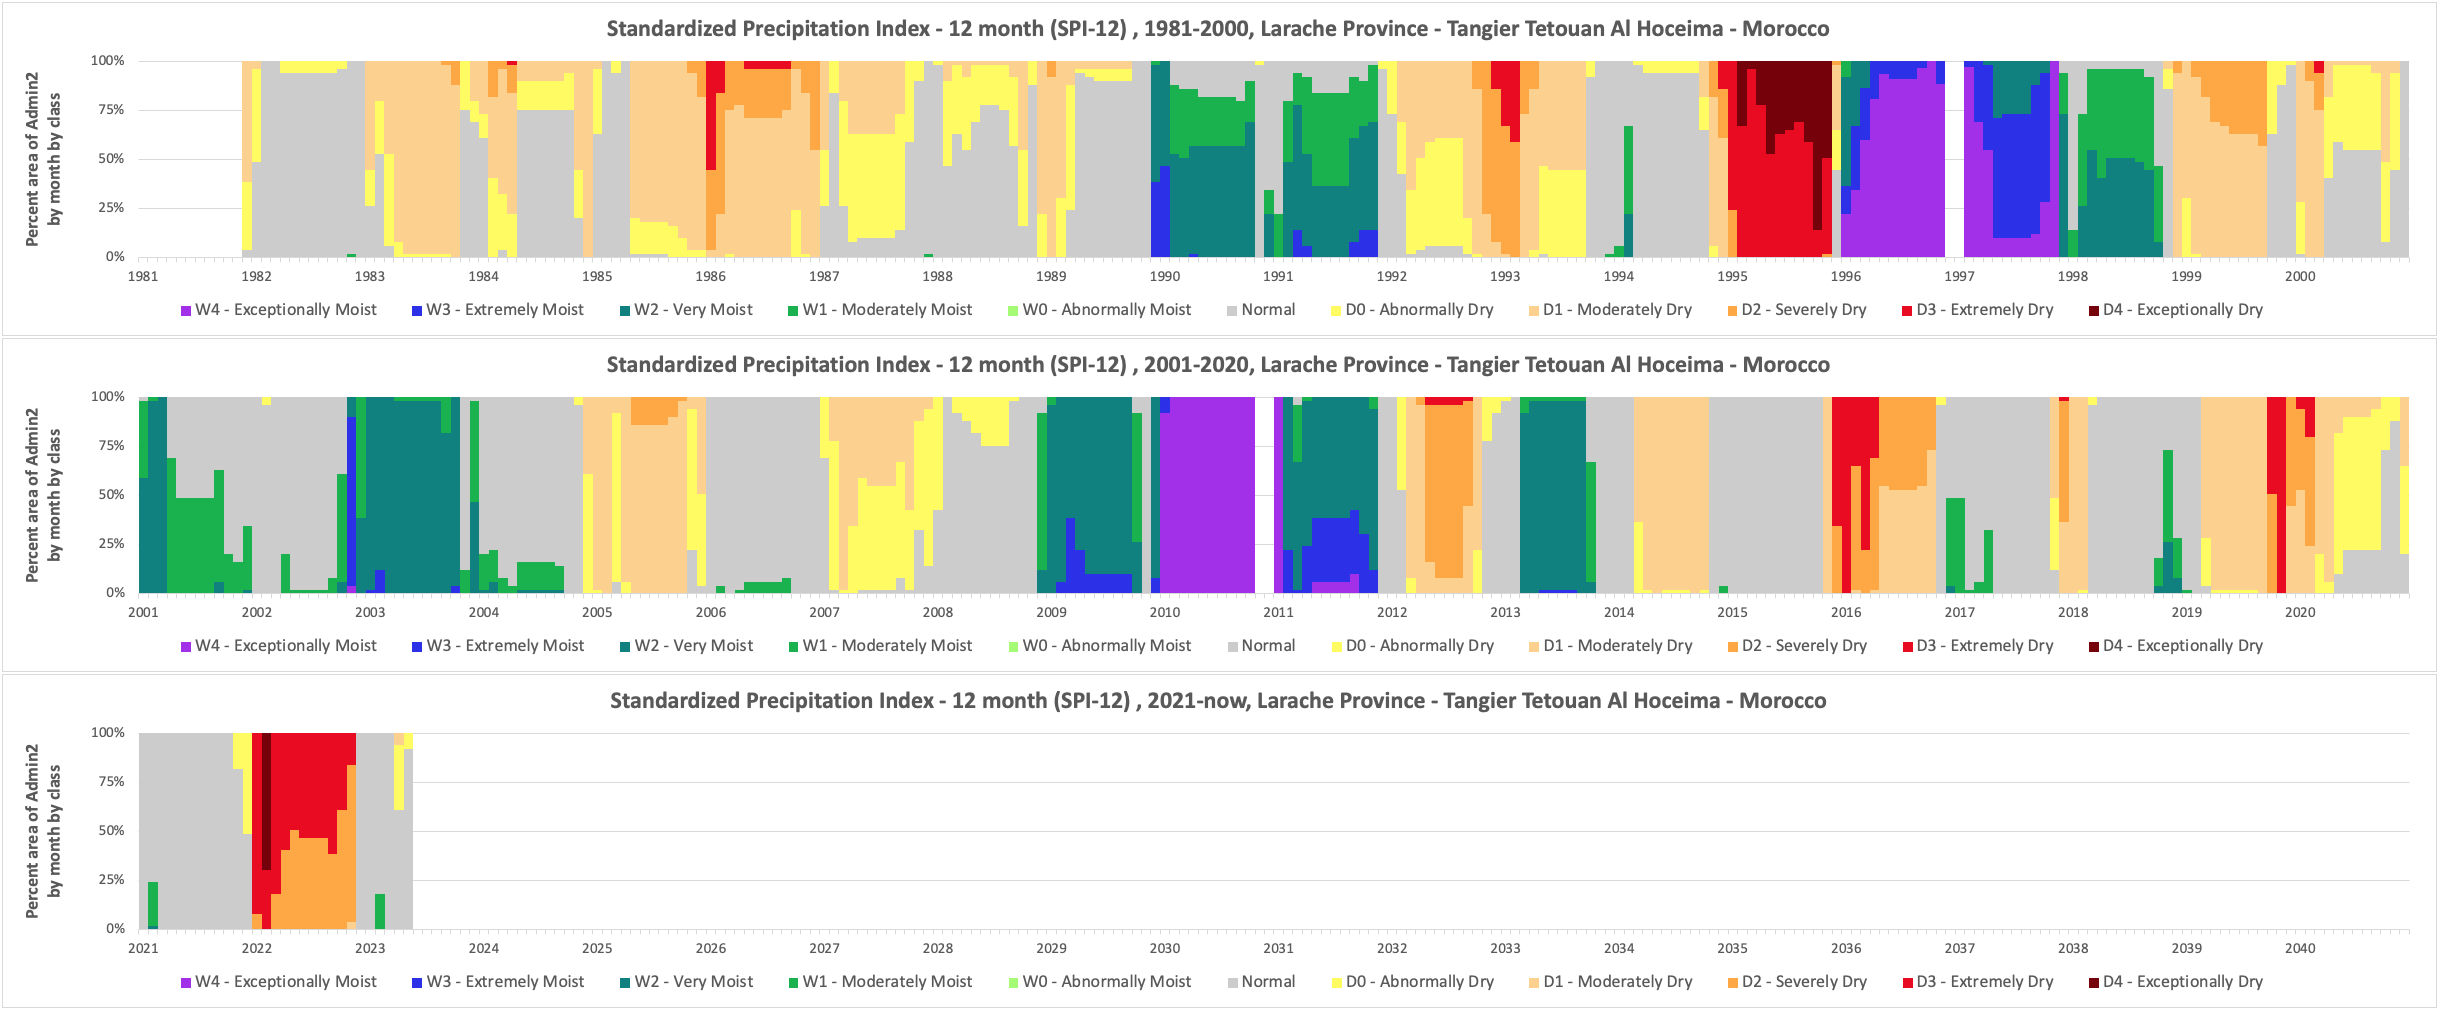 Standardized Precipitation Index - 12 month (SPI-12) , 1981-2000, Larache Province - Tangier Tetouan Al Hoceima - Morocco
Percent area of Admin2
by month by class
100%
75%
50%
25%
0%
1981 1982 1983 1984 1985 1986 1987 1988 1989 1990 1991 1992 1993 1994 1995 1996 1997 1998 1999 2000
W4 - Exceptionally Moist W3 - Extremely Moist W2 - Very Moist W1 - Moderately Moist W0 - Abnormally Moist Normal D0 - Abnormally Dry D1 - Moderately Dry D2 - Severely Dry D3 - Extremely Dry D4 - Exceptionally Dry
Standardized Precipitation Index - 12 month (SPI-12) , 2001-2020, Larache Province - Tangier Tetouan Al Hoceima - Morocco
Percent area of Admin2
by month by class
100%
75%
50%
25%
0%
2001 2002 2003 2004 2005 2006 2007 2008 2009 2010 2011 2012 2013 2014 2015 2016 2017 2018 2019 2020
W4 - Exceptionally Moist W3 - Extremely Moist W2 - Very Moist W1 - Moderately Moist W0 - Abnormally Moist Normal D0 - Abnormally Dry D1 - Moderately Dry D2 - Severely Dry D3 - Extremely Dry D4 - Exceptionally Dry
Standardized Precipitation Index - 12 month (SPI-12) , 2021-now, Larache Province - Tangier Tetouan Al Hoceima - Morocco
Percent area of Admin2
by month by class
100%
75%
50%
25%
0%
2021 2022 2023 2024 2025 2026 2027 2028 2029 2030 2031 2032 2033 2034 2035 2036 2037 2038 2039 2040
W4 - Exceptionally Moist W3 - Extremely Moist W2 - Very Moist W1 - Moderately Moist W0 - Abnormally Moist Normal D0 - Abnormally Dry D1 - Moderately Dry D2 - Severely Dry D3 - Extremely Dry D4 - Exceptionally Dry